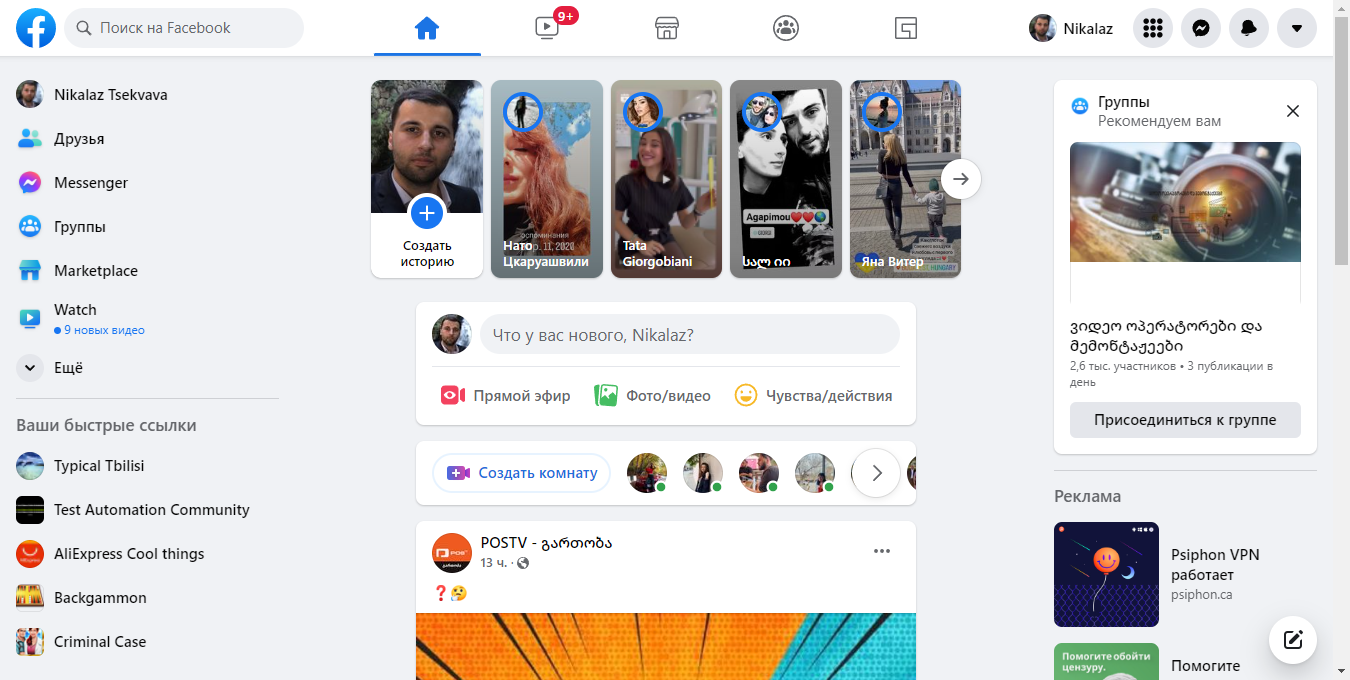 Поиск на Facebook
9+
Nikalaz
Nikalaz Tsekvava
Друзья
Messenger
Группы
Marketplace
Watch
9 новых видео
Ещё
Ваши быстрые ссылки
Typical Tbilisi
Test Automation Community
AliExpress Cool things
Backgammon
Criminal Case
Создать
историю
Нато
Цкаруашвили
Tata
Giorgobiani
Agapimou❤️❤️🌍
სალ იი
Яна Витер
Что у вас нового, Nikalaz?
Прямой эфир
Фото/видео
Чувства/действия
Создать комнату
POSTV - გართობა
13 ч. ·
❓🤔
Группы
Рекомендуем вам
ვიდეო ოპერატორები და
მემონტაჟეები
2,6 тыс. участников • 3 публикации в
день
Присоединиться к группе
Реклама
Psiphon VPN
работает
psiphon.ca
Помогите обойти
цензуру.
Помогите